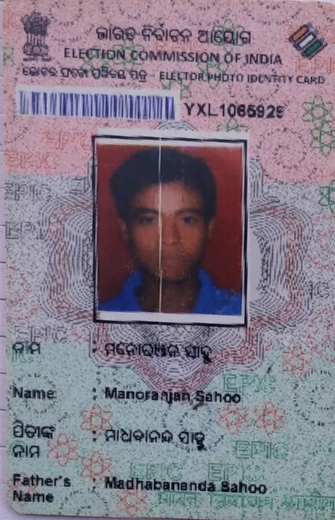 ଭାରତ ନିର୍ବାଚନ ଆୟୋଗ
ELECTION COMMISSION OF INDIA
ଭୋଟର ଫଟୋ ପରିଚୟ ପତ୍ର - ELECTOR PHOTO IDENTITY CARD
YXL1065929
ନାମ : ମନୋରଞ୍ଜନ ସାହୁ
Name : Manoranjan Sahoo
ପିତାଙ୍କ ନାମ : ମାଧବାନନ୍ଦ ସାହୁ
Father's Name : Madhabananda Sahoo